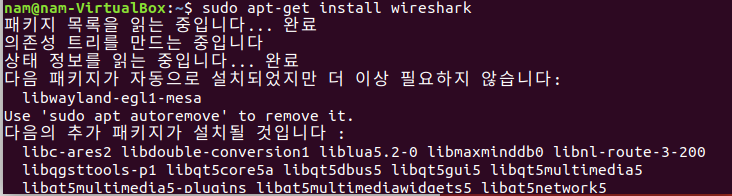 nam@nam-VirtualBox:~$ sudo apt-get install wireshark
패키지 목록을 읽는 중입니다... 완료
의존성 트리를 만드는 중입니다
상태 정보를 읽는 중입니다... 완료
다음 패키지가 자동으로 설치되었지만 더 이상 필요하지 않습니다:
  libwayland-egl1-mesa
Use 'sudo apt autoremove' to remove it.
다음의 추가 패키지가 설치될 것입니다 :
  libc-ares2 libdouble-conversion1 liblua5.2-0 libmaxminddb0 libnl-route-3-200
  libqgsttools-p1 libqt5core5a libqt5dbus5 libqt5gui5 libqt5multimedia5
  libqt5multimedia5-plugins libqt5multimediawidgets5 libqt5network5